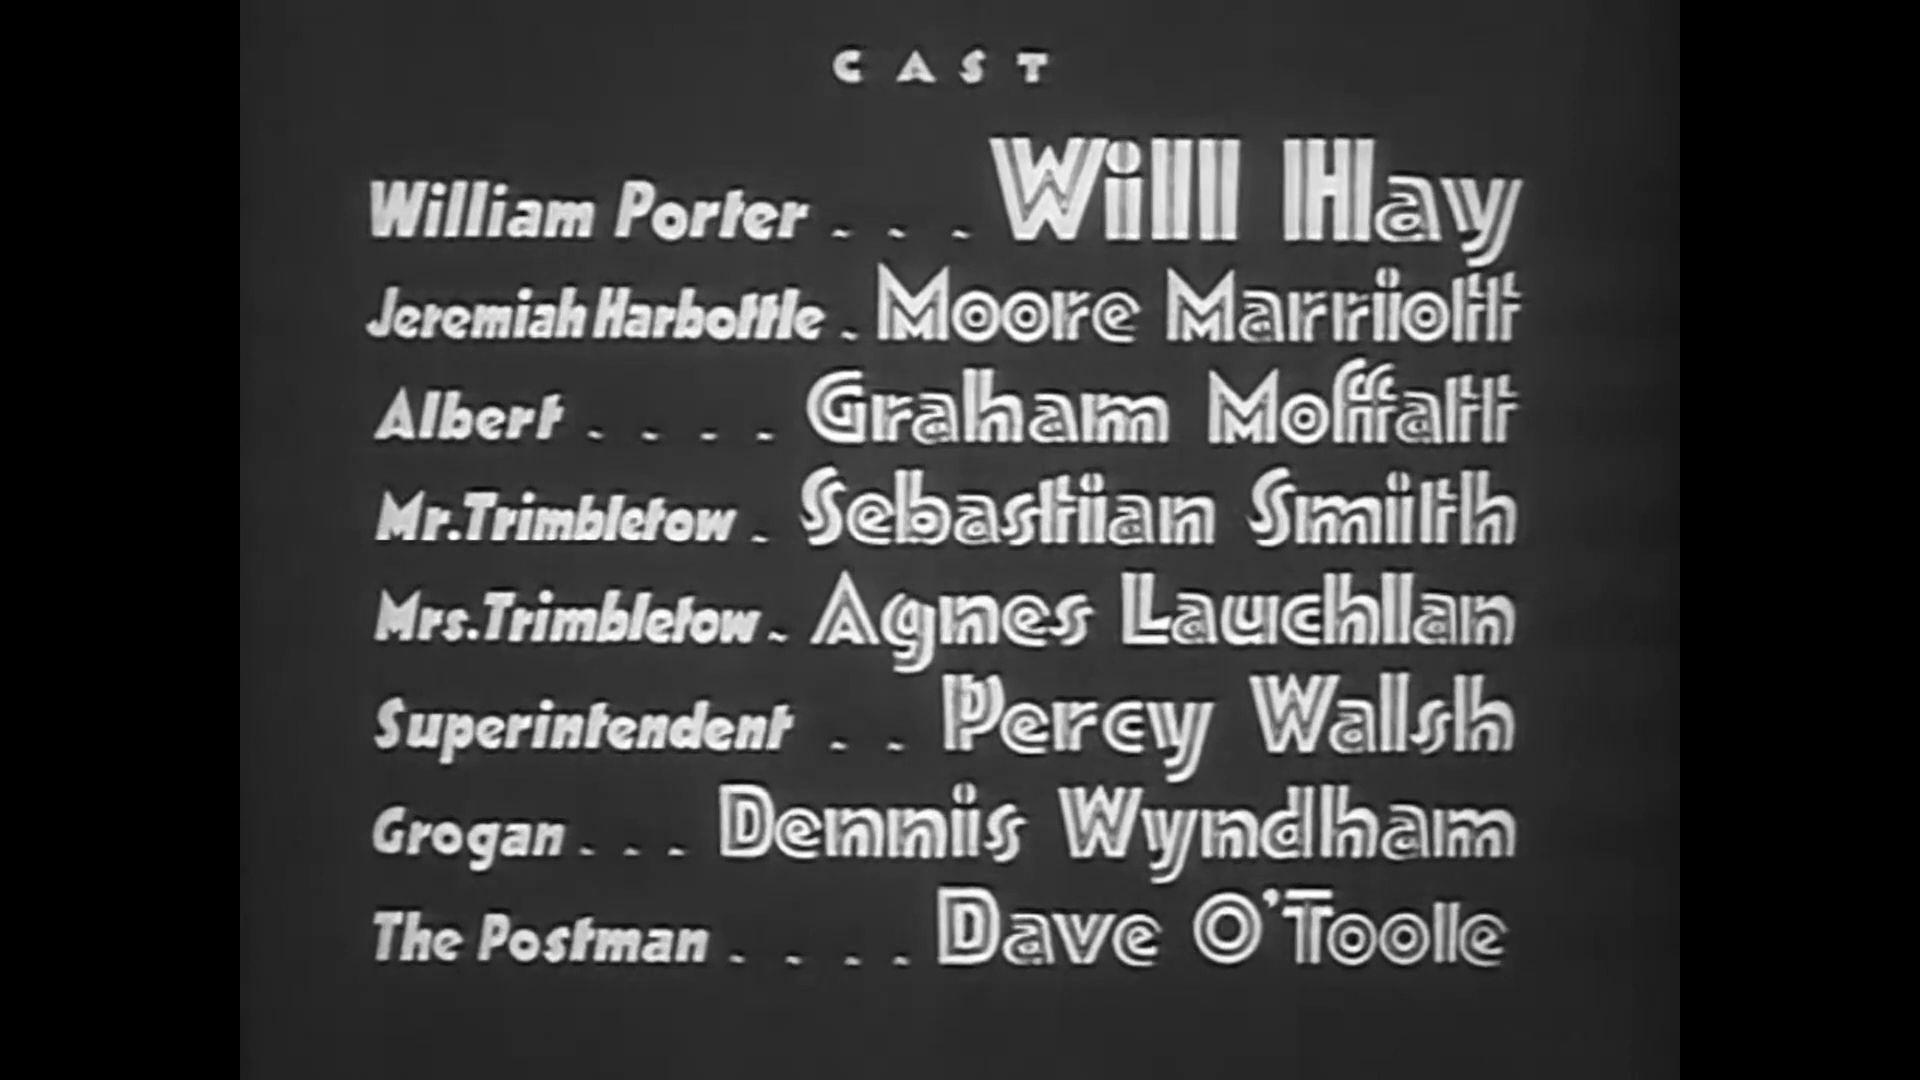 CAST
William Porter . . . Will Hay
Jeremiah Harbottle . Moore Marriott
Albert . . . . Graham Moffatt
Mr. Trimbletow . Sebastian Smith
Mrs. Trimbletow . Agnes Lauchlan
Superintendent . . Percy Walsh
Grogan . . . Dennis Wyndham
The Postman . . . . Dave O'Toole